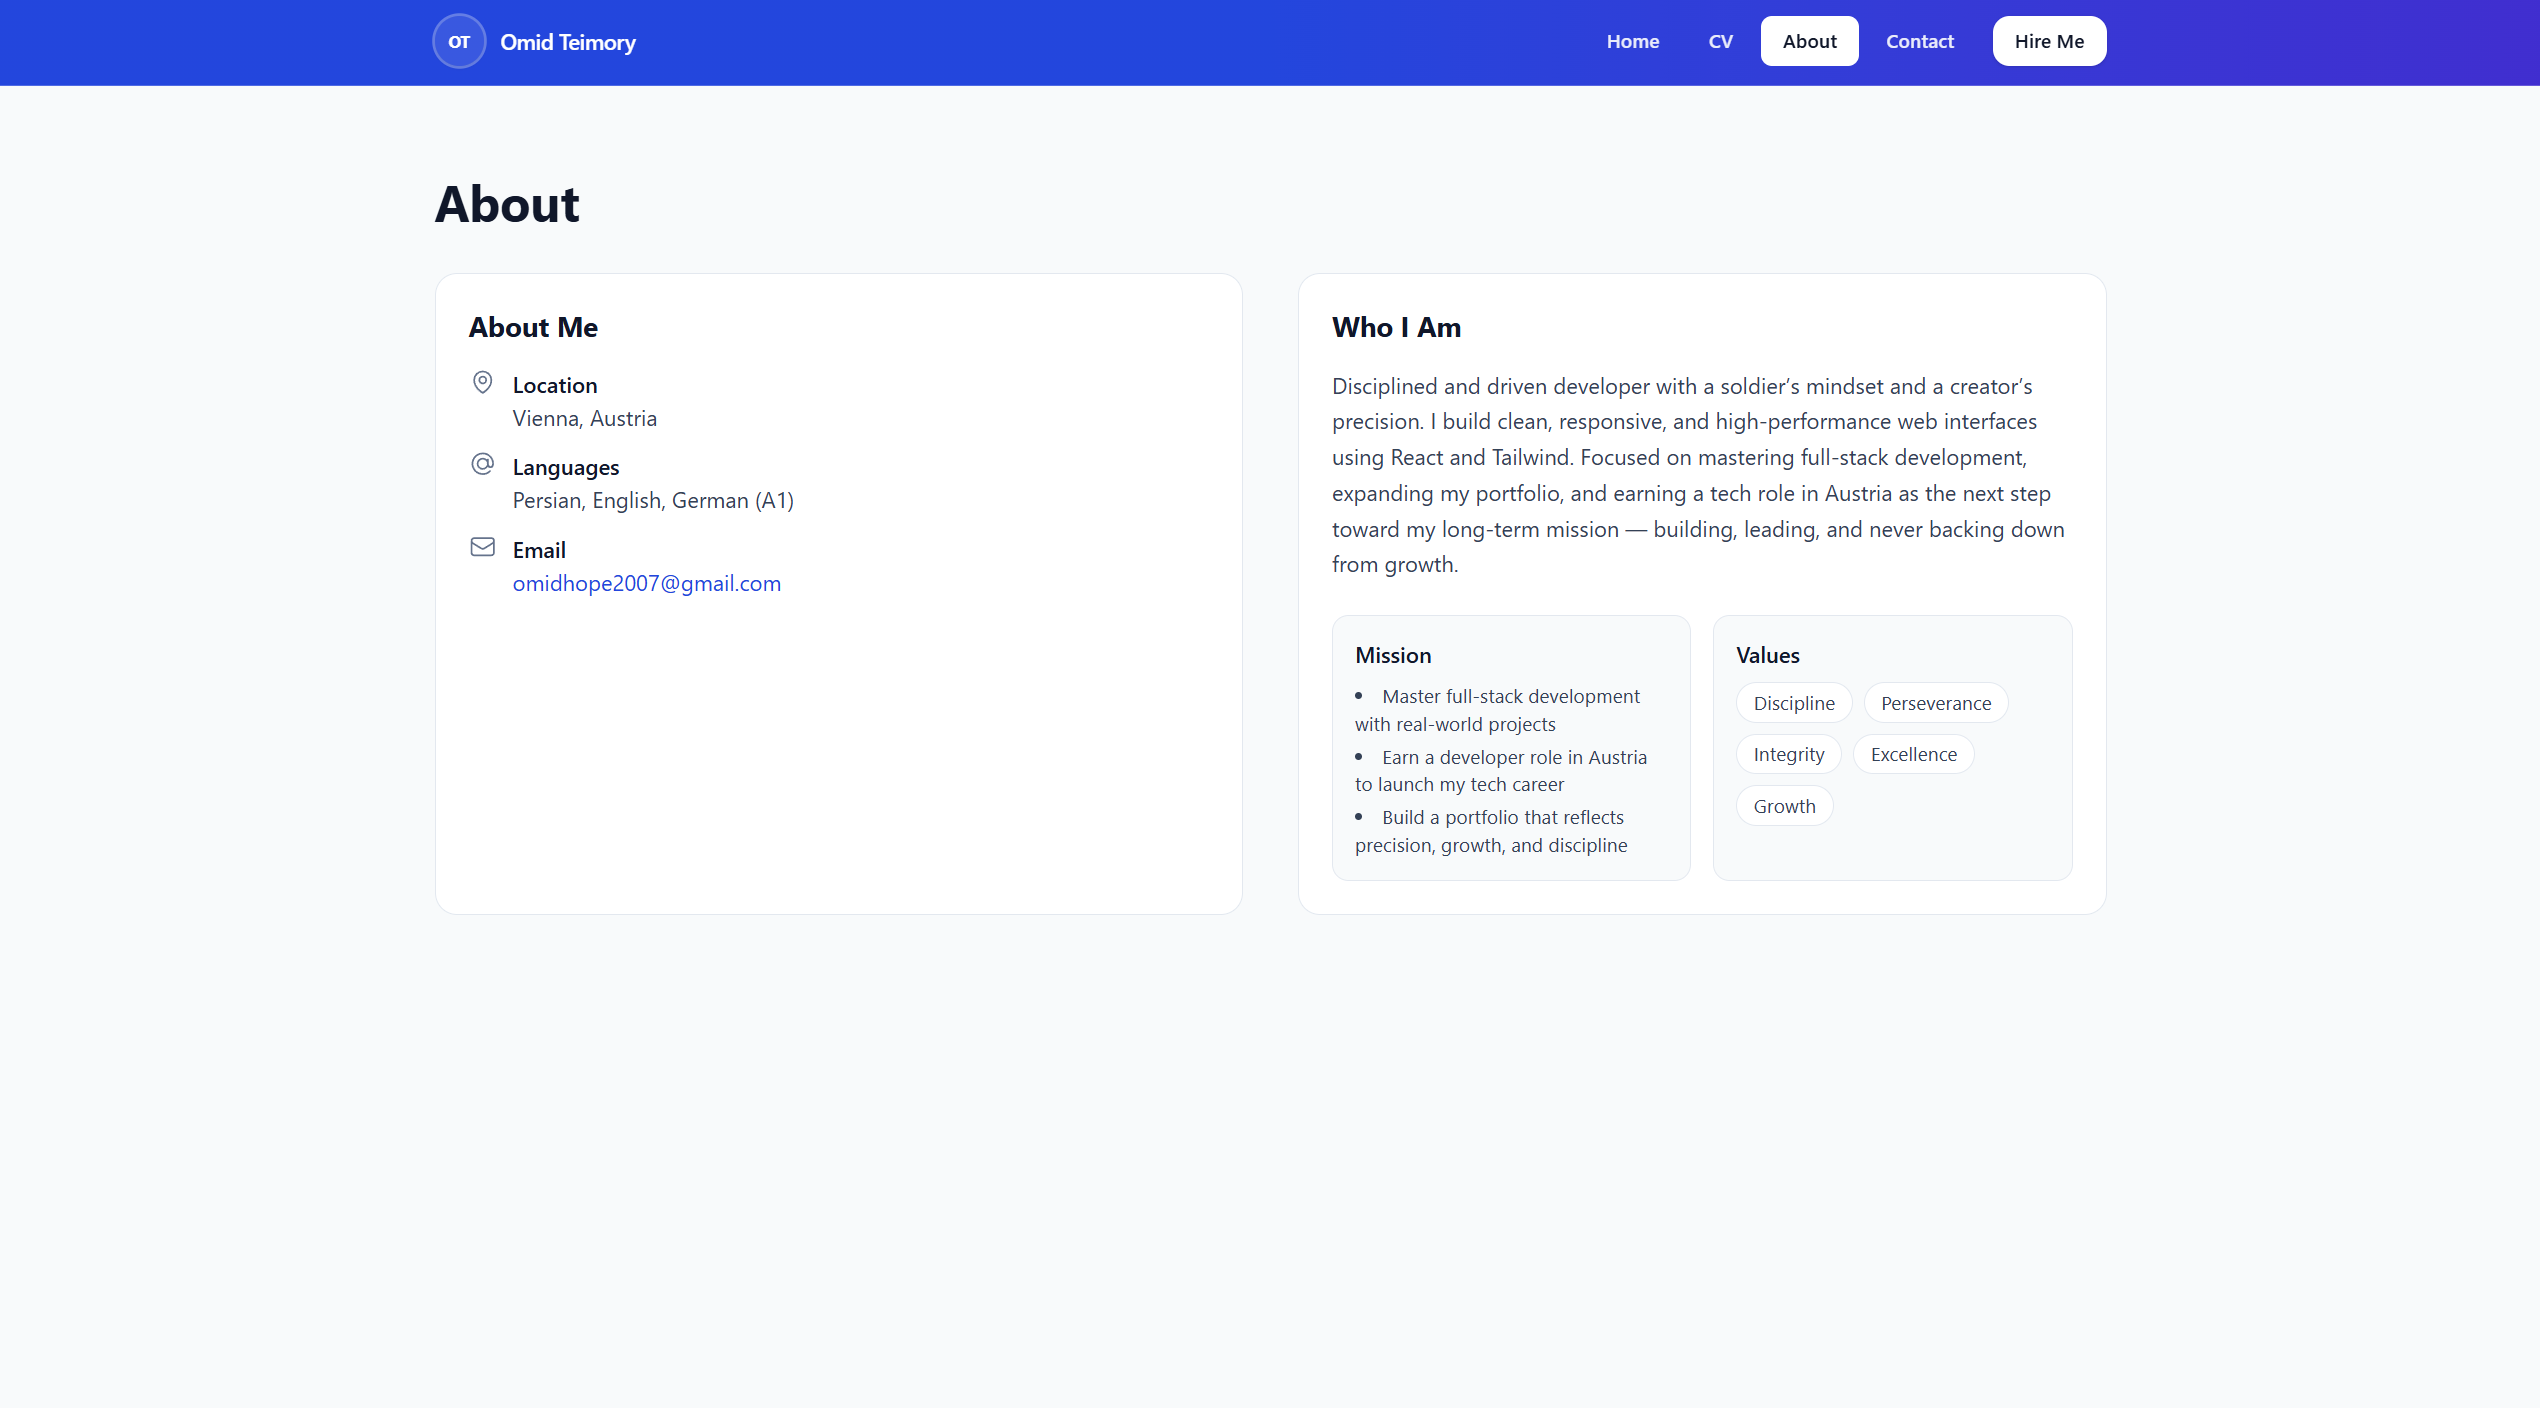 OT
Omid Teimory
Home
CV
About
Contact
Hire Me
About
About Me
Location
Vienna, Austria
Languages
Persian, English, German (A1)
Email
omidhope2007@gmail.com
Who I Am
Disciplined and driven developer with a soldier’s mindset and a creator’s
precision. I build clean, responsive, and high-performance web interfaces
using React and Tailwind. Focused on mastering full-stack development,
expanding my portfolio, and earning a tech role in Austria as the next step
toward my long-term mission — building, leading, and never backing down
from growth.
Mission
• Master full-stack development
with real-world projects
• Earn a developer role in Austria
to launch my tech career
• Build a portfolio that reflects
precision, growth, and discipline
Values
Discipline
Perseverance
Integrity
Excellence
Growth